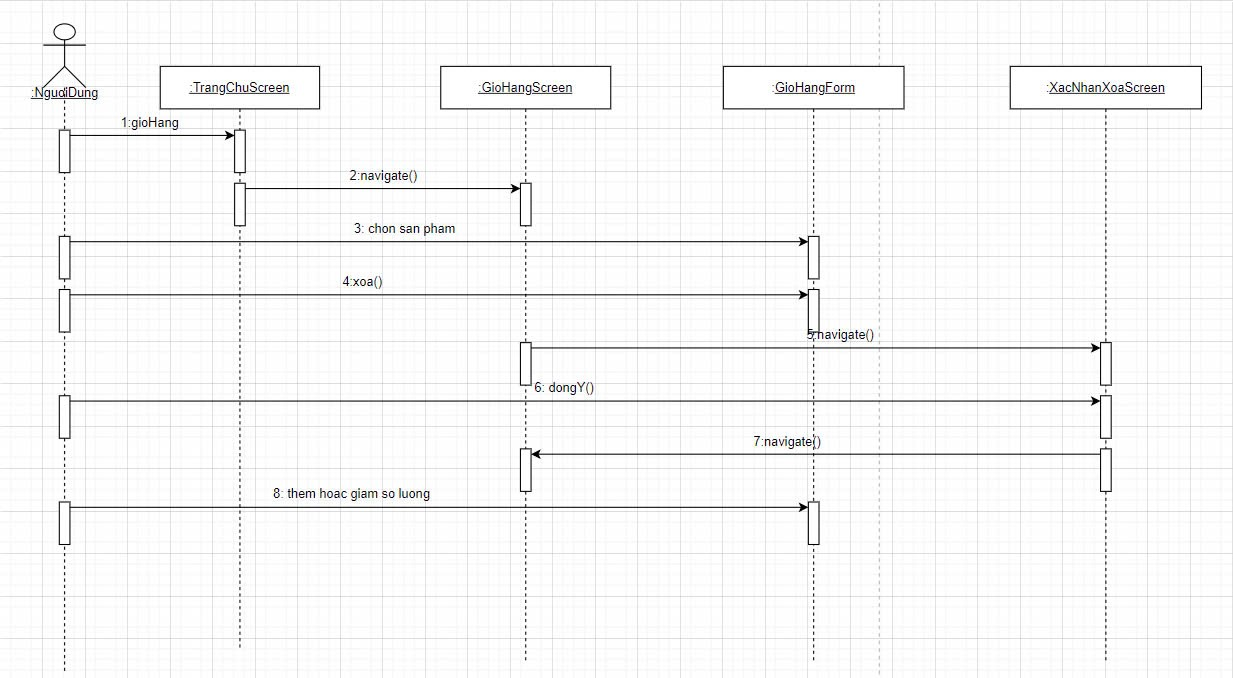 :NguoiDung
:TrangChuScreen
:GioHangScreen
:GioHangForm
:XacNhanXoaScreen
1:gioHang
2:navigate()
3: chon san pham
4:xoa()
5:navigate()
6: dongY()
7:navigate()
8: them hoac giam so luong